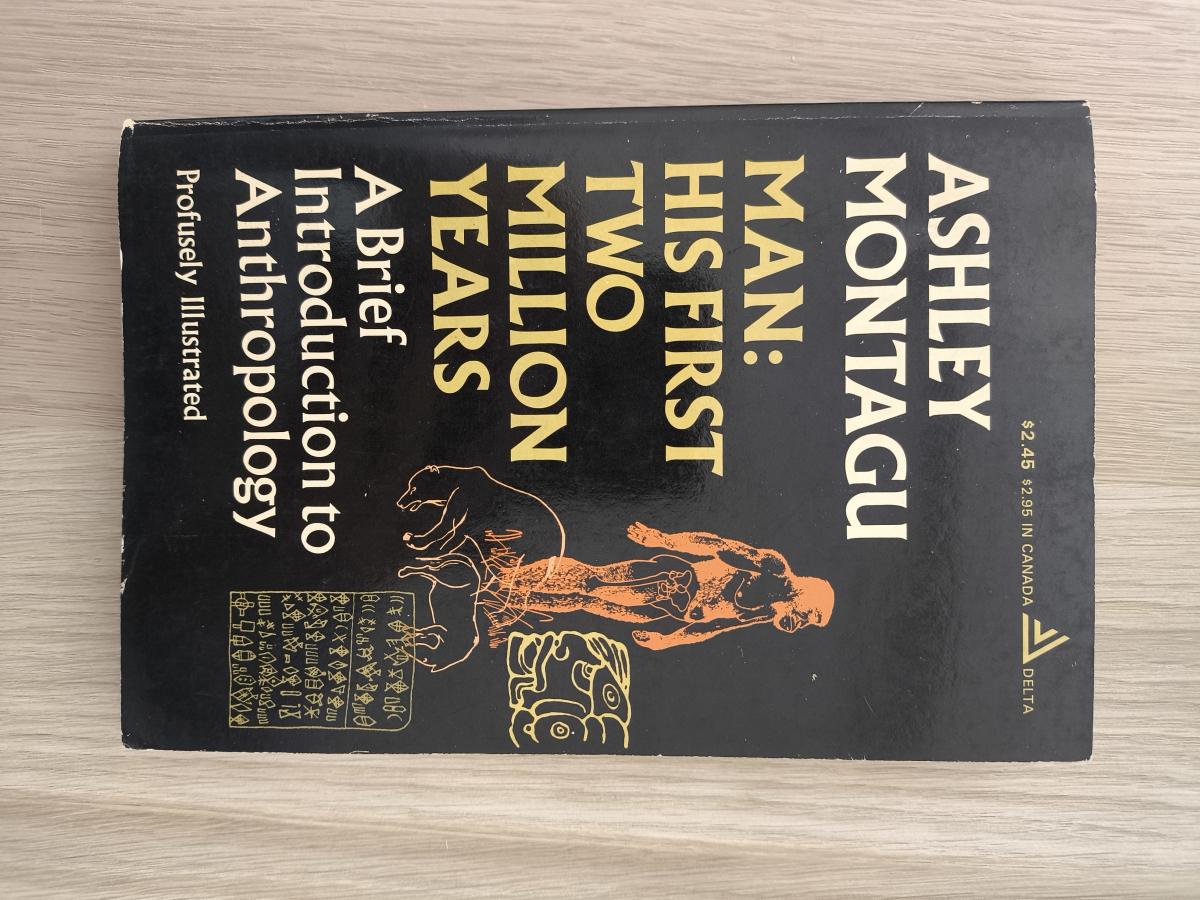 $2.45 $2.95 IN CANADA DELTA
ASHLEY
MONTAGU
MAN:
HIS FIRST
TWO
MILLION
YEARS
A Brief
Introduction to
Anthropology
Profusely Illustrated